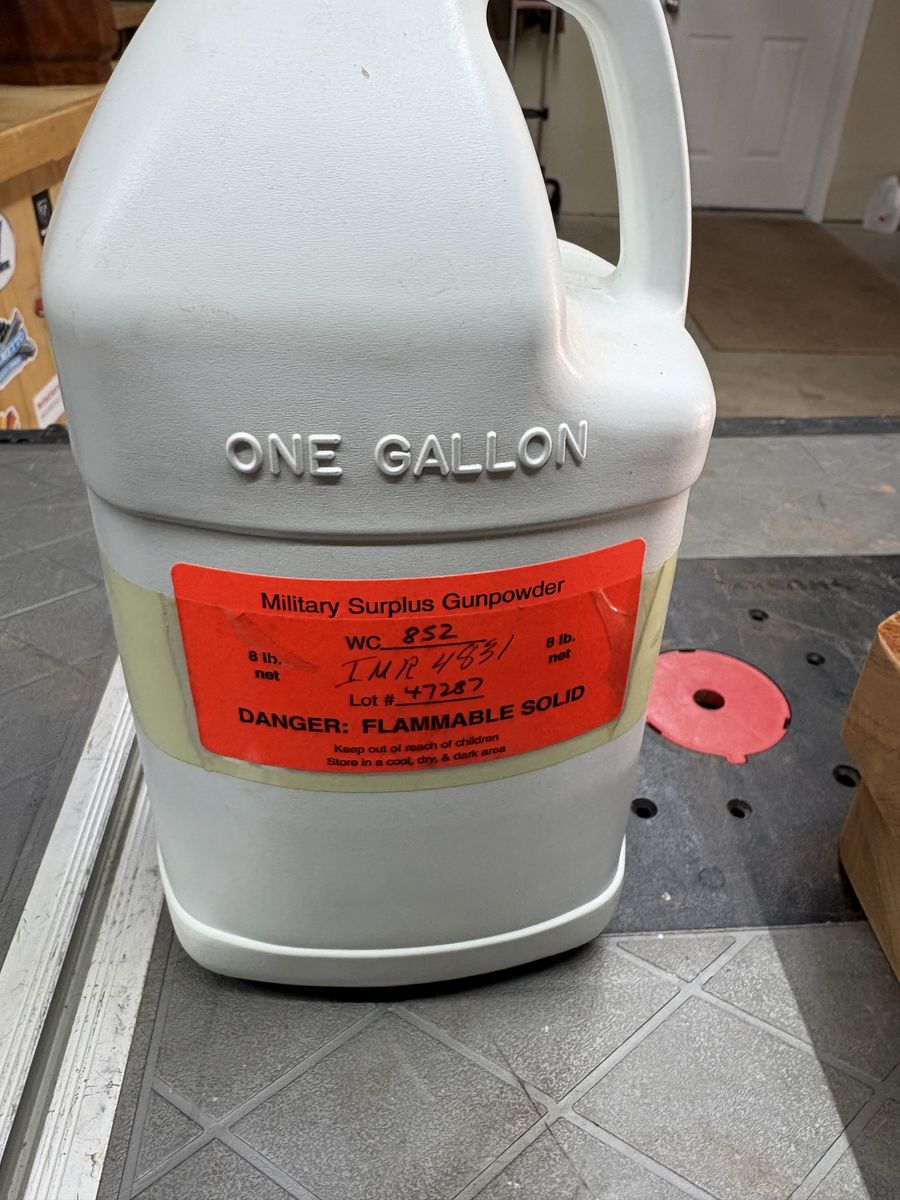 ONE GALLON
Military Surplus Gunpowder
WC 852
8 lb. net
IMR 4831
8 lb. net
Lot # 47287
DANGER: FLAMMABLE SOLID
Keep out of reach of children
Store in a cool, dry, & dark area